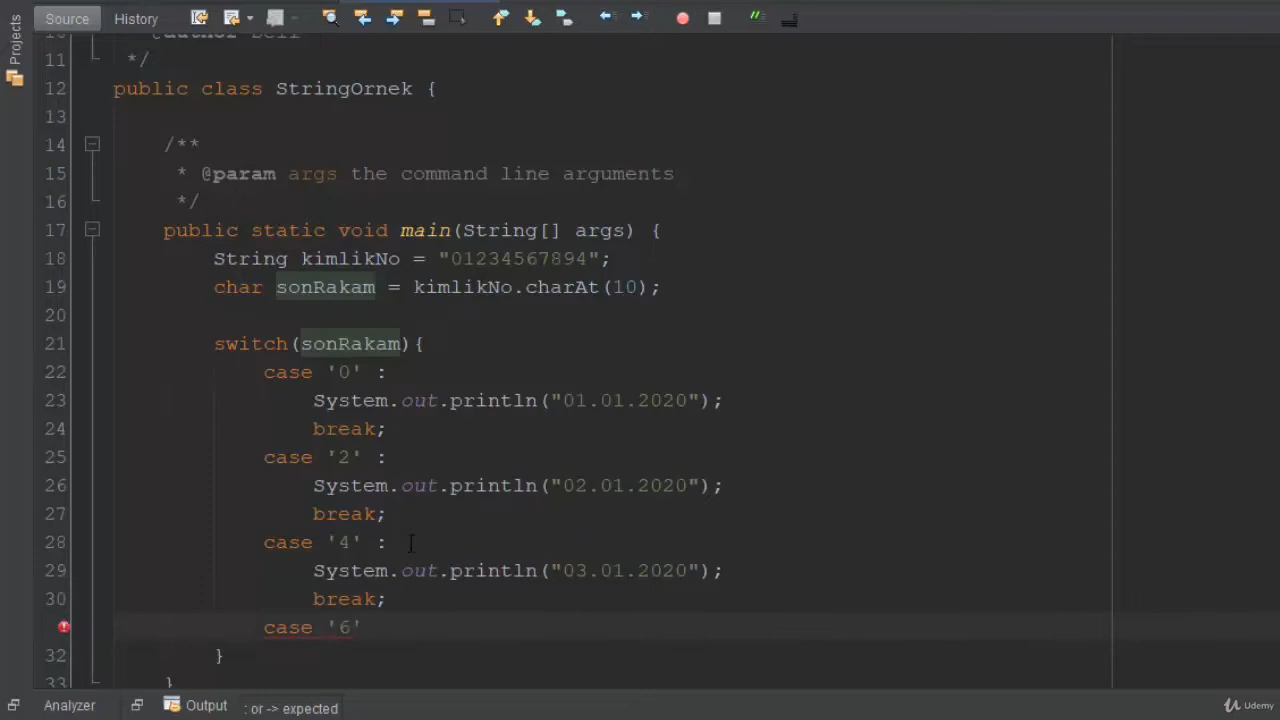 Projects
Source History
10 @author Dell
11 */
12 public class StringOrnek {
13
14 /**
15 * @param args the command line arguments
16 */
17 public static void main(String[] args) {
18 String kimlikNo = "01234567894";
19 char sonRakam = kimlikNo.charAt(10);
20
21 switch(sonRakam){
22 case '0' :
23 System.out.println("01.01.2020");
24 break;
25 case '2' :
26 System.out.println("02.01.2020");
27 break;
28 case '4' :
29 System.out.println("03.01.2020");
30 break;
case '6'
32 }
33 }
Analyzer Output : or -> expected
Udemy